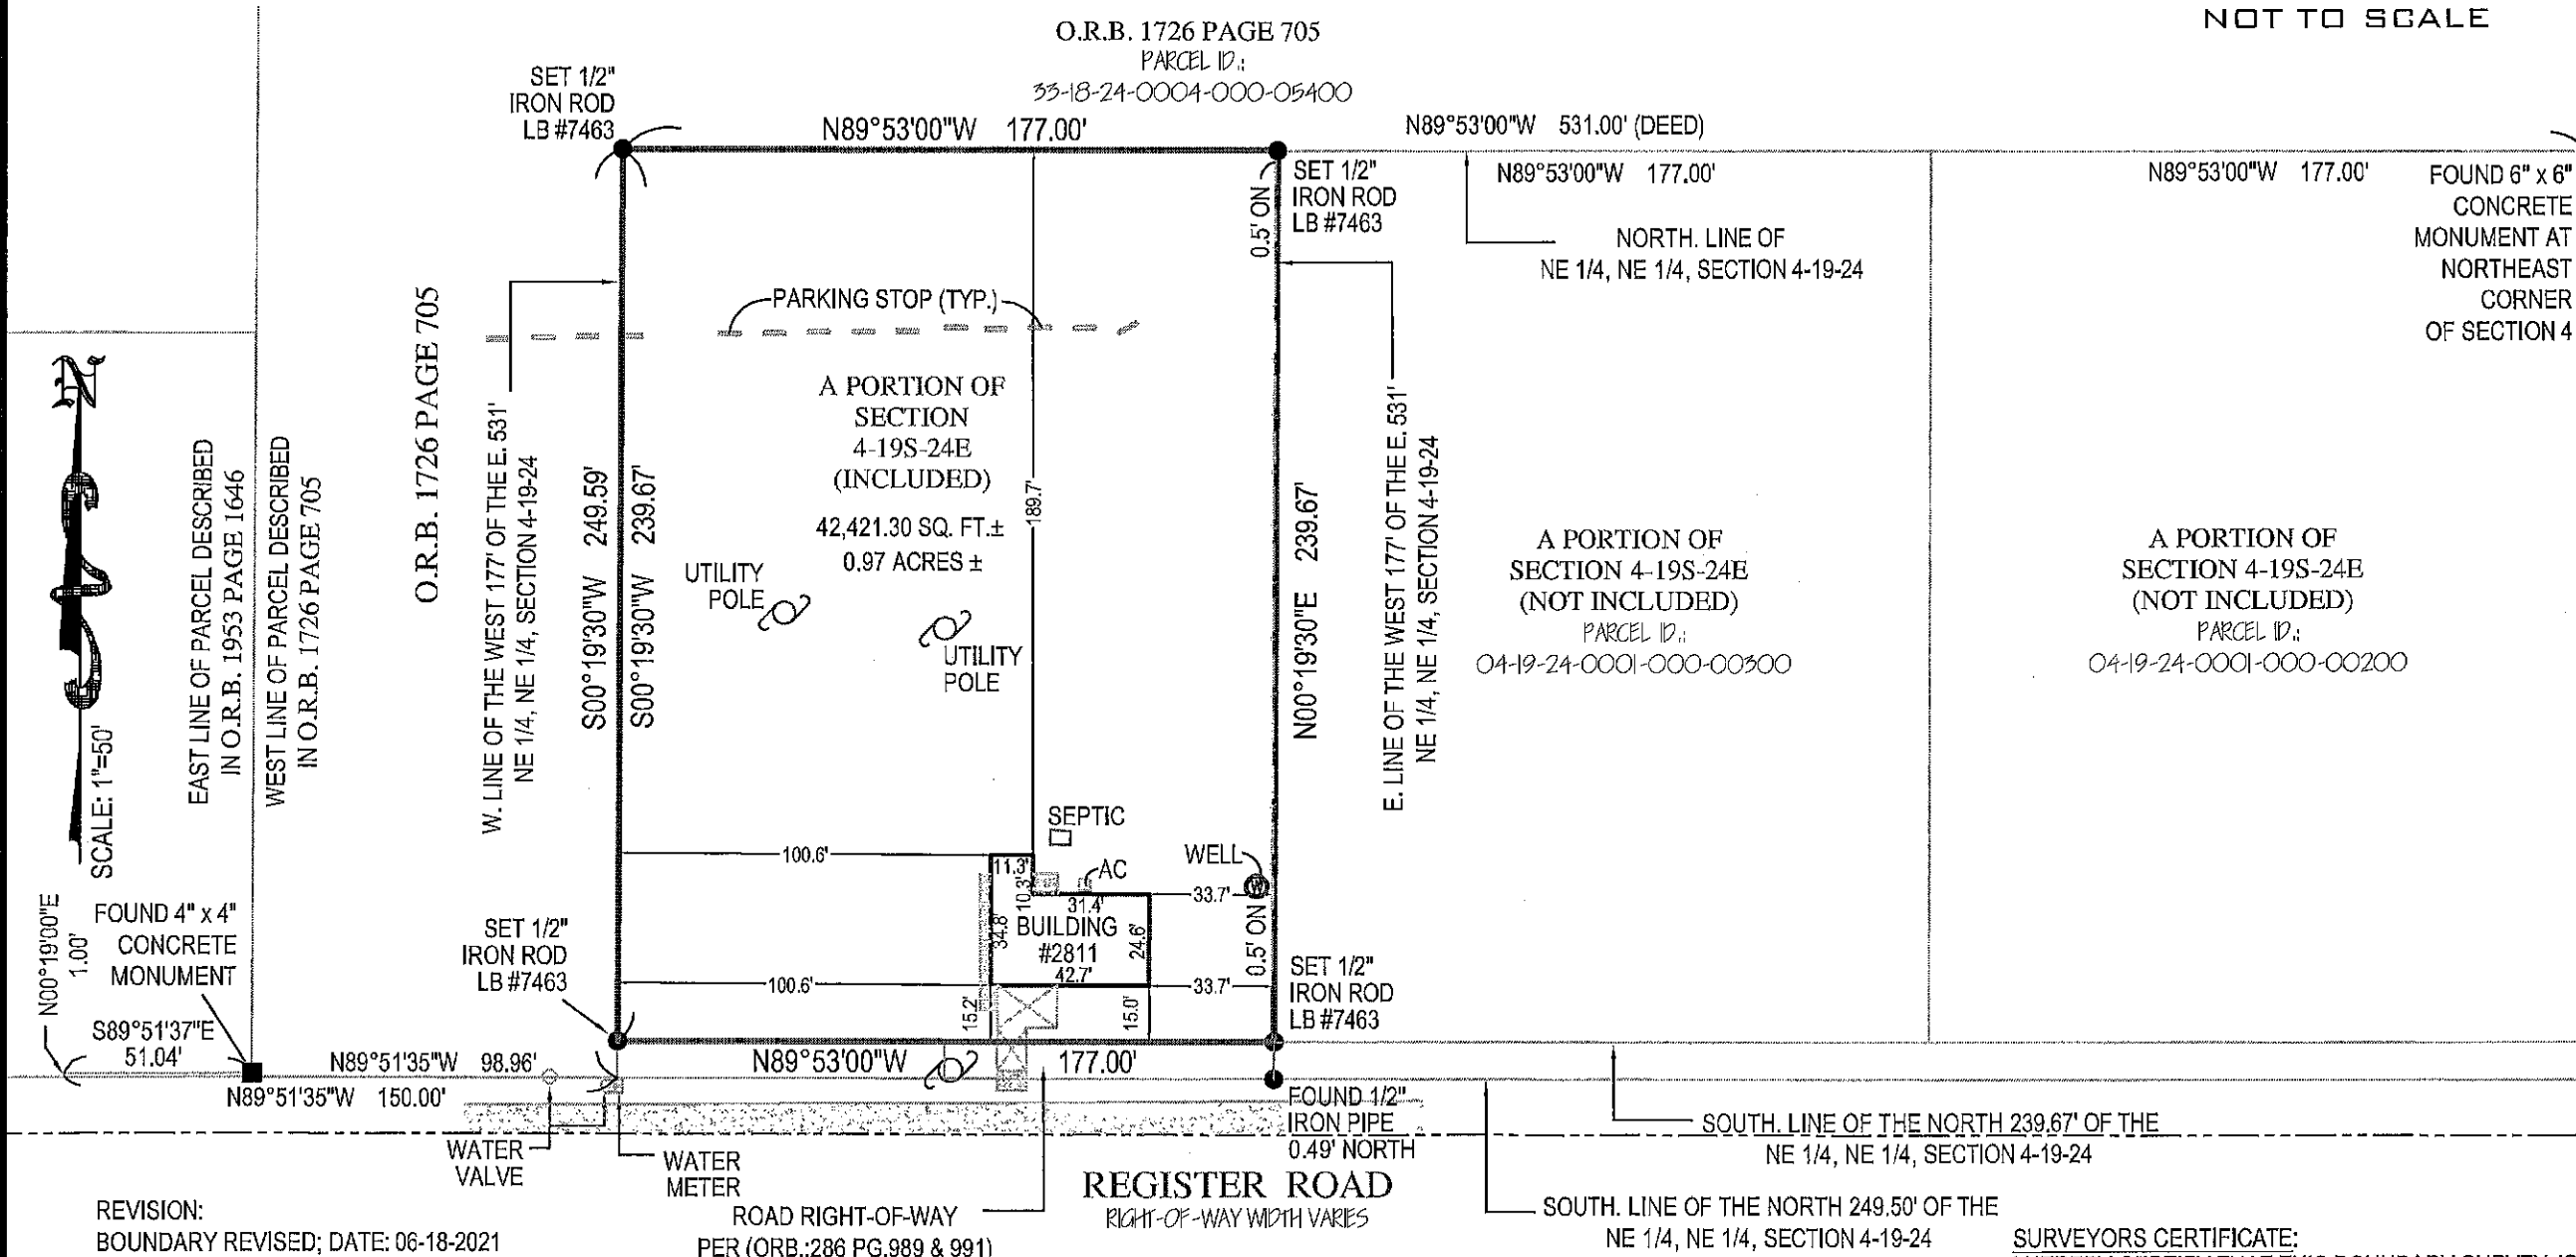 NOT TO SCALE
O.R.B. 1726 PAGE 705
PARCEL ID.:
33-18-24-0004-000-05400
SET 1/2"
IRON ROD
LB #7463
N89°53'00"W 177.00'
N89°53'00"W 531.00' (DEED)
SET 1/2"
IRON ROD
LB #7463
0.5' ON
N89°53'00"W 177.00'
N89°53'00"W 177.00'
FOUND 6" x 6"
CONCRETE
MONUMENT AT
NORTHEAST
CORNER
OF SECTION 4
NORTH. LINE OF
NE 1/4, NE 1/4, SECTION 4-19-24
PARKING STOP (TYP.)
O.R.B. 1726 PAGE 705
A PORTION OF
SECTION
4-19S-24E
(INCLUDED)
42,421.30 SQ. FT.±
0.97 ACRES ±
189.7'
N
SCALE: 1"=50'
EAST LINE OF PARCEL DESCRIBED
IN O.R.B. 1953 PAGE 1646
WEST LINE OF PARCEL DESCRIBED
IN O.R.B. 1726 PAGE 705
W. LINE OF THE WEST 177' OF THE E. 531'
NE 1/4, NE 1/4, SECTION 4-19-24
S00°19'30"W 249.59'
S00°19'30"W 239.67'
UTILITY
POLE
UTILITY
POLE
N00°19'30"E 239.67'
E. LINE OF THE WEST 177' OF THE E. 531'
NE 1/4, NE 1/4, SECTION 4-19-24
A PORTION OF
SECTION 4-19S-24E
(NOT INCLUDED)
PARCEL ID.:
04-19-24-0001-000-00300
A PORTION OF
SECTION 4-19S-24E
(NOT INCLUDED)
PARCEL ID.:
04-19-24-0001-000-00200
SEPTIC
100.6'
11.3'
10.3'
AC
WELL
W
33.7'
31.4'
34.8'
BUILDING
#2811
24.6'
42.7'
0.5' ON
100.6'
33.7'
15.2'
15.0'
N00°19'00"E
1.00'
FOUND 4" x 4"
CONCRETE
MONUMENT
SET 1/2"
IRON ROD
LB #7463
SET 1/2"
IRON ROD
LB #7463
S89°51'37"E
51.04'
N89°51'35"W 98.96'
N89°51'35"W 150.00'
N89°53'00"W 177.00'
FOUND 1/2"
IRON PIPE
0.49' NORTH
WATER
VALVE
WATER
METER
REGISTER ROAD
RIGHT-OF-WAY WIDTH VARIES
SOUTH. LINE OF THE NORTH 239.67' OF THE
NE 1/4, NE 1/4, SECTION 4-19-24
SOUTH. LINE OF THE NORTH 249.50' OF THE
NE 1/4, NE 1/4, SECTION 4-19-24
REVISION:
BOUNDARY REVISED; DATE: 06-18-2021
ROAD RIGHT-OF-WAY
PER (ORB.:286 PG.989 & 991)
SURVEYORS CERTIFICATE: